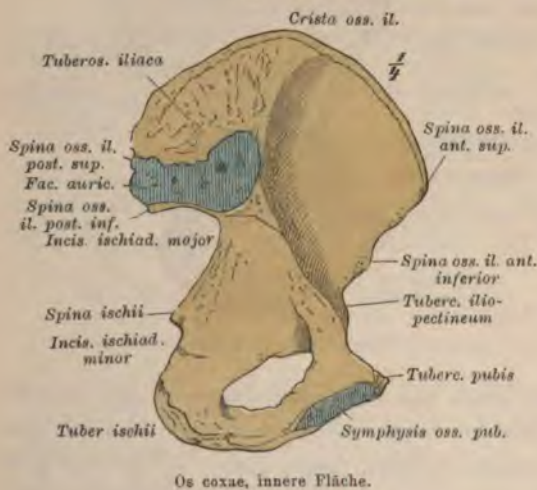 Crista oss. il.
1/4
Tuberos. iliaca
Spina oss. il.
ant. sup.
Spina oss. il.
post. sup.
Fac. auric.
Spina oss.
il. post. inf.
Incis. ischiad. major
Spina oss. il. ant.
inferior
Spina ischii
Tuberc. ilio-
pectineum
Incis. ischiad.
minor
Tuberc. pubis
Tuber ischii
Symphysis oss. pub.
Os coxae, innere Fläche.